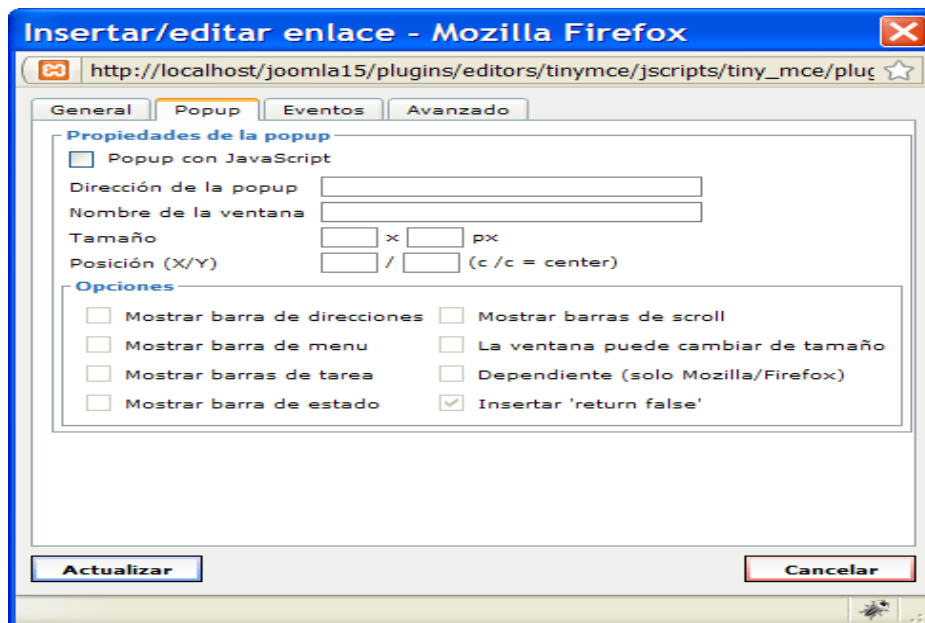 Insertar/editar enlace - Mozilla Firefox
http://localhost/joomla15/plugins/editors/tinymce/jscripts/tiny_mce/plug
General Popup Eventos Avanzado
Propiedades de la popup
Popup con JavaScript
Dirección de la popup
Nombre de la ventana
Tamaño x px
Posición (X/Y) / (c /c = center)
Opciones
Mostrar barra de direcciones Mostrar barras de scroll
Mostrar barra de menu La ventana puede cambiar de tamaño
Mostrar barras de tarea Dependiente (solo Mozilla/Firefox)
Mostrar barra de estado Insertar 'return false'
Actualizar Cancelar